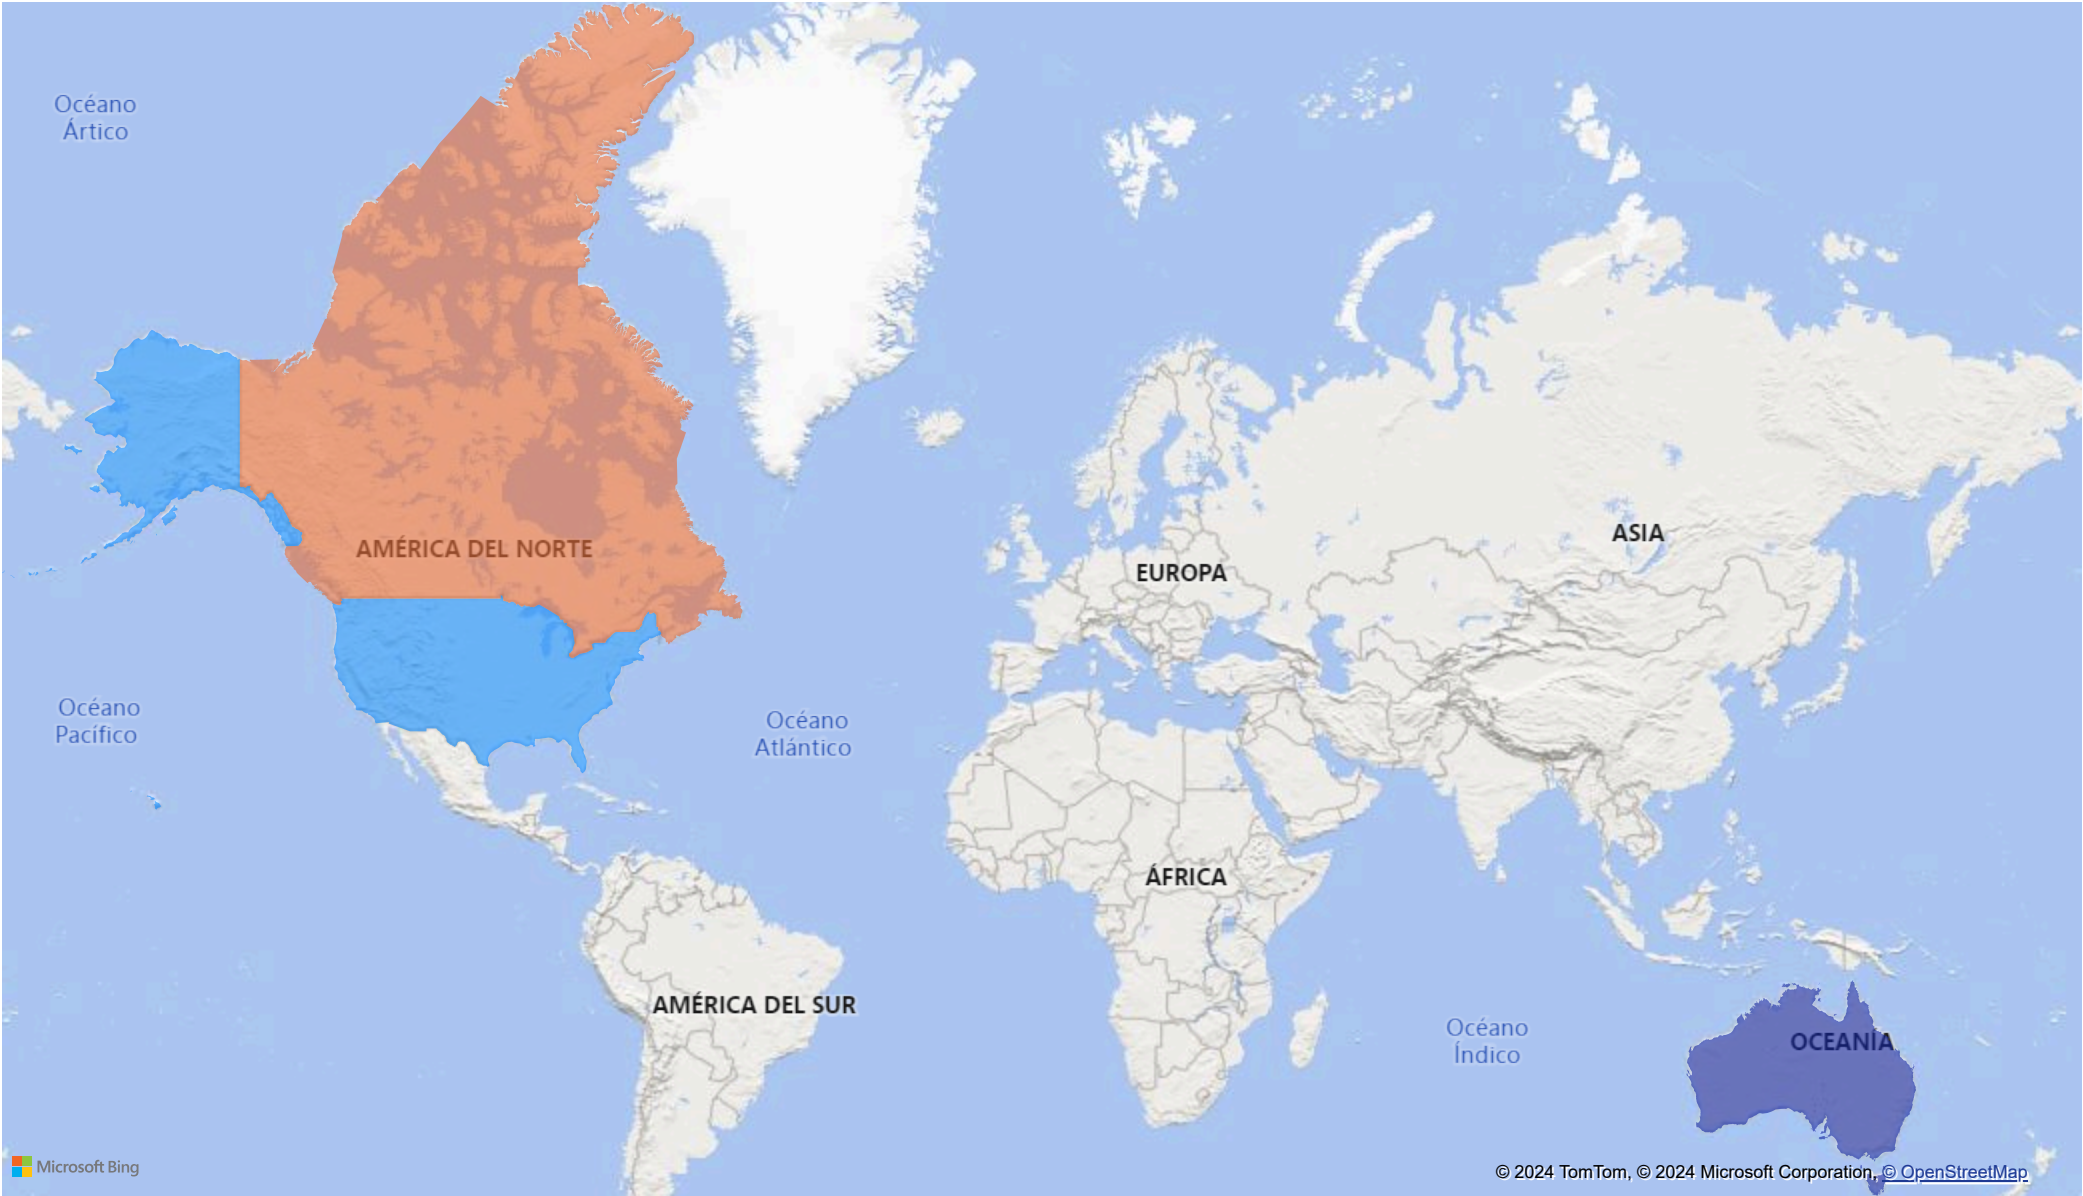 Océano
Ártico
AMÉRICA DEL NORTE
ASIA
EUROPA
Océano
Pacífico
Océano
Atlántico
ÁFRICA
AMÉRICA DEL SUR
Océano
Índico
OCEANÍA
Microsoft Bing
© 2024 TomTom, © 2024 Microsoft Corporation, © OpenStreetMap